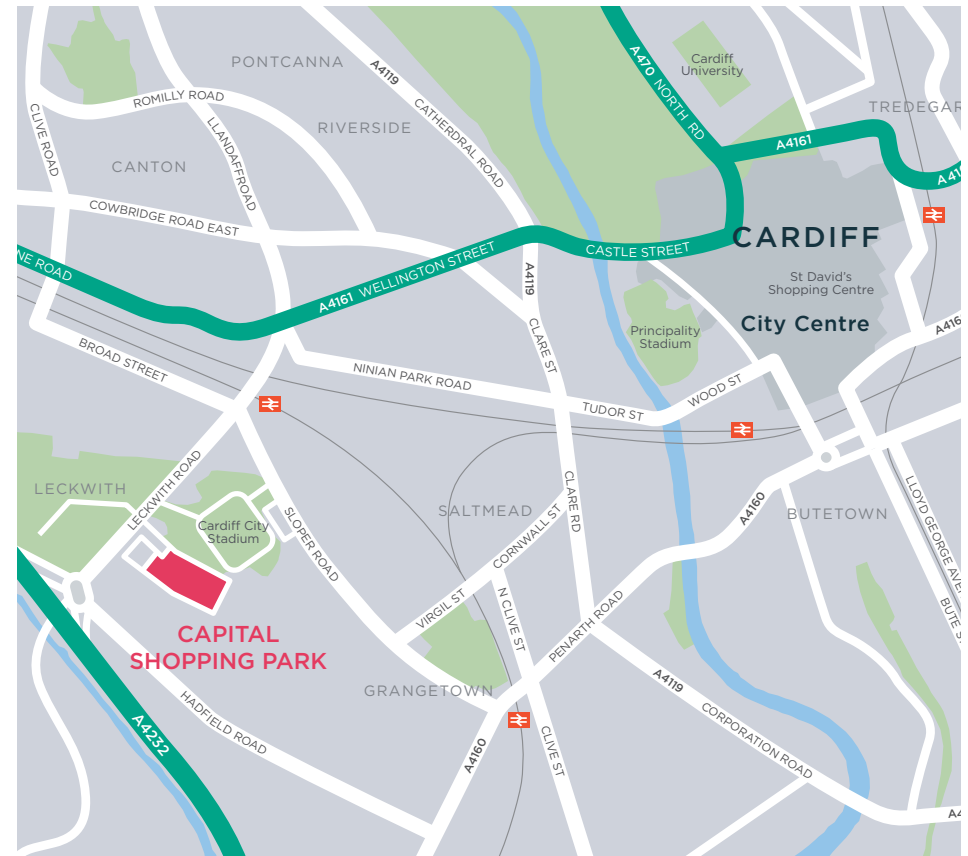 PONTCANNA
A4119
A470 NORTH RD
Cardiff
University
TREDEGAR
ROMILLY ROAD
CLIVE ROAD
LLANDAFFROAD
RIVERSIDE
CATHERDRAL ROAD
A4161
CANTON
COWBRIDGE ROAD EAST
CARDIFF
NE ROAD
A4161 WELLINGTON STREET
CASTLE STREET
A4119
St David's
Shopping Centre
City Centre
Principality
Stadium
CLARE ST
BROAD STREET
NINIAN PARK ROAD
TUDOR ST
WOOD ST
LECKWITH
LECKWITH ROAD
Cardiff City
Stadium
SLOPER ROAD
SALTMEAD
CORNWALL ST
CLARE RD
A4160
BUTETOWN
LLOYD GEORGE AVE
BUTE S
VIRGIL ST
N CLIVE ST
PENARTH ROAD
CAPITAL
SHOPPING PARK
GRANGETOWN
A4119
CORPORATION ROAD
HADFIELD ROAD
A4232
A4160
CLIVE ST